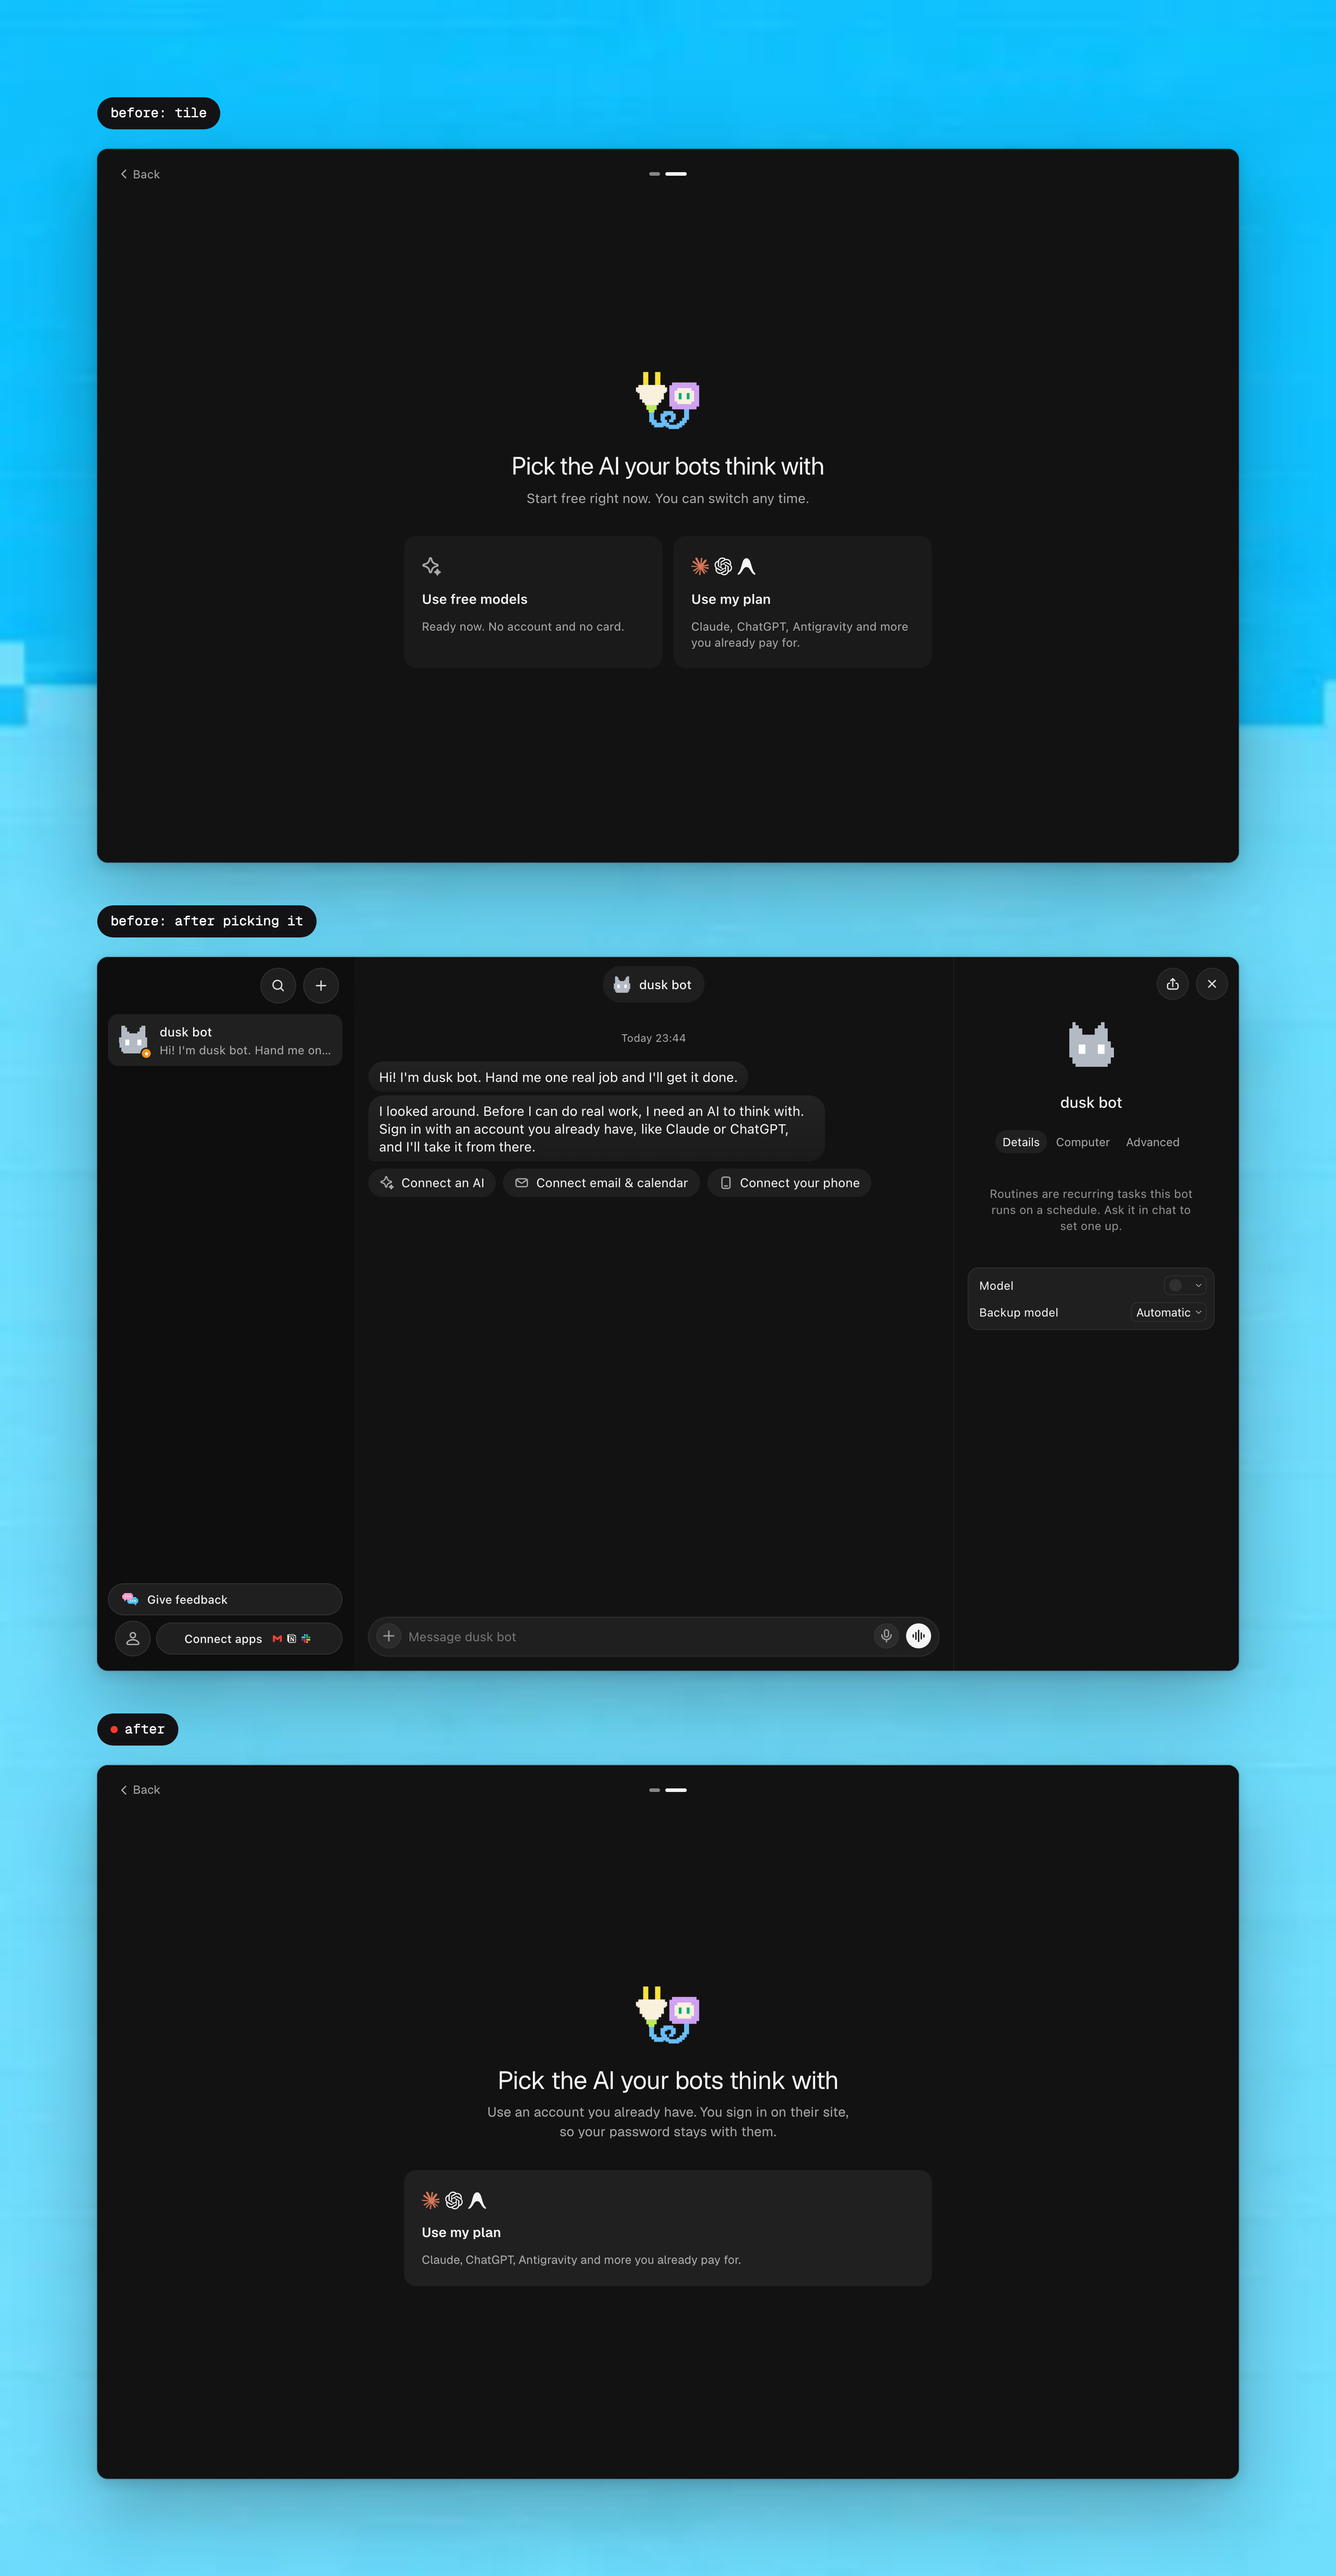 before: tile
Back
Pick the AI your bots think with
Start free right now. You can switch any time.
Use free models
Ready now. No account and no card.
Use my plan
Claude, ChatGPT, Antigravity and more
you already pay for.
before: after picking it
dusk bot
Hi! I'm dusk bot. Hand me on...
Give feedback
Connect apps
dusk bot
Today 23:44
Hi! I'm dusk bot. Hand me one real job and I'll get it done.
I looked around. Before I can do real work, I need an AI to think with.
Sign in with an account you already have, like Claude or ChatGPT,
and I'll take it from there.
Connect an AI
Connect email & calendar
Connect your phone
Message dusk bot
dusk bot
Details
Computer
Advanced
Routines are recurring tasks this bot
runs on a schedule. Ask it in chat to
set one up.
Model
Backup model
Automatic
after
Back
Pick the AI your bots think with
Use an account you already have. You sign in on their site,
so your password stays with them.
Use my plan
Claude, ChatGPT, Antigravity and more you already pay for.